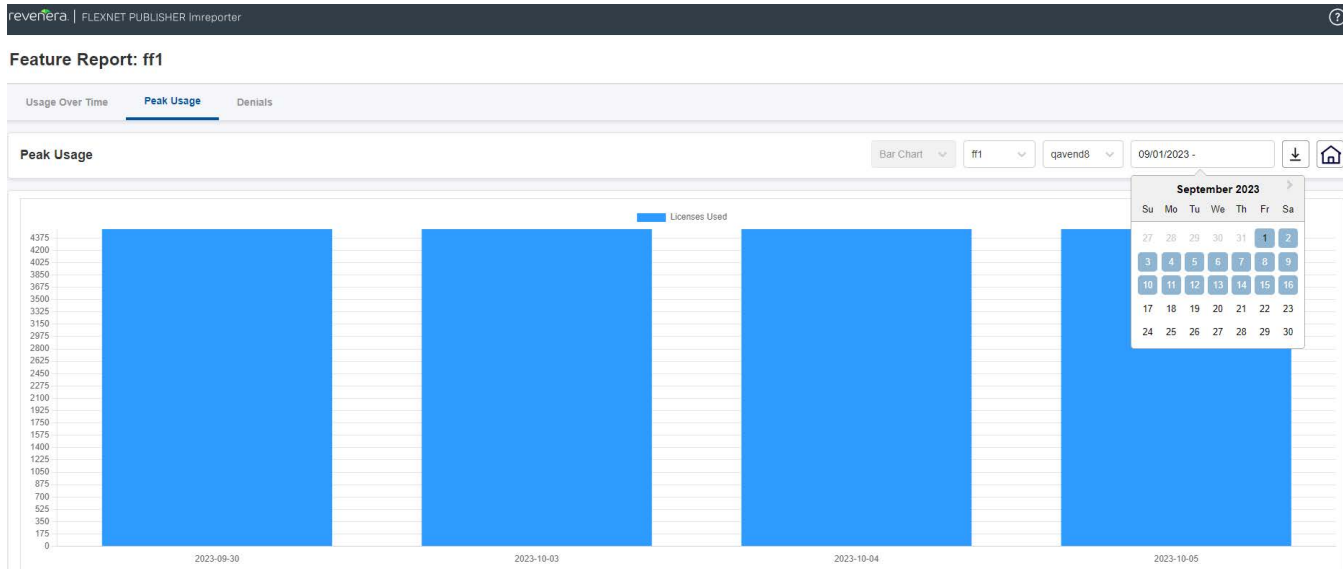 revenera. | FLEXNET PUBLISHER lmreporter
Feature Report: ff1
Usage Over Time Peak Usage Denials
Peak Usage Bar Chart ff1 qavend8 09/01/2023 -
September 2023
Su Mo Tu We Th Fr Sa
27 28 29 30 31 1 2
3 4 5 6 7 8 9
10 11 12 13 14 15 16
17 18 19 20 21 22 23
24 25 26 27 28 29 30
Licenses Used
4375
4200
4025
3850
3675
3500
3325
3150
2975
2800
2625
2450
2275
2100
1925
1750
1575
1400
1225
1050
875
700
525
350
175
0
2023-09-30 2023-10-03 2023-10-04 2023-10-05